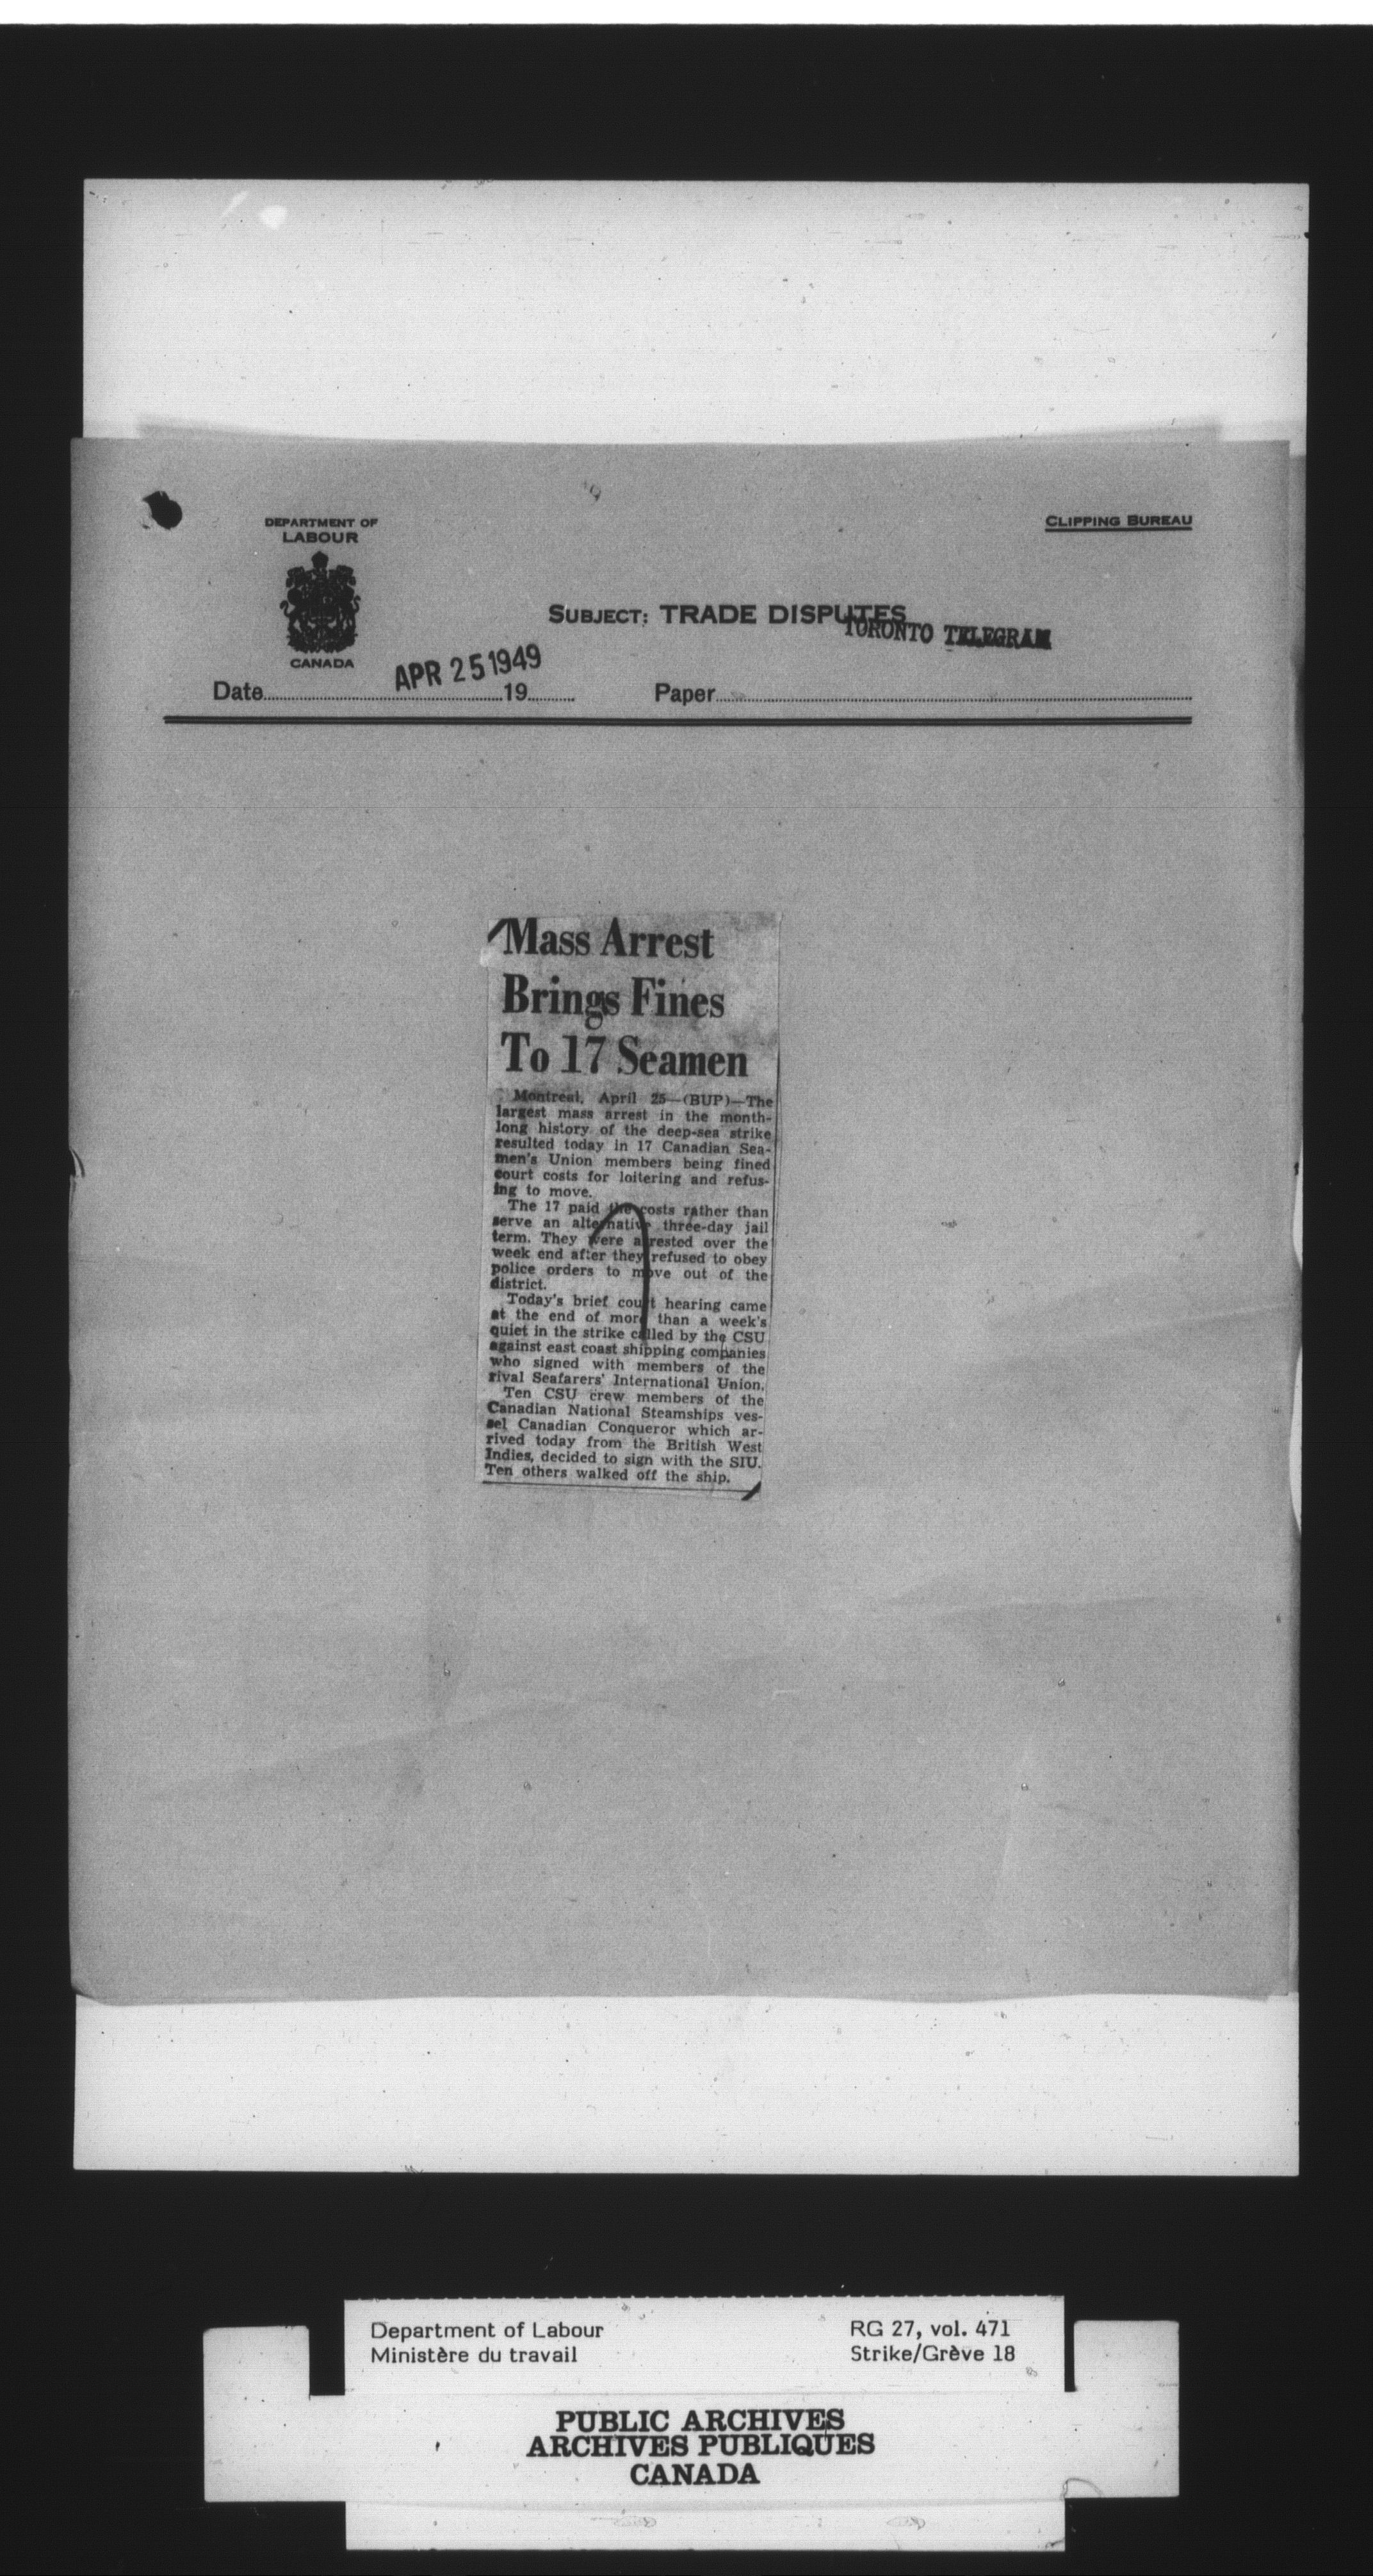 DEPARTMENT OF
LABOUR
CANADA
CLIPPING BUREAU
SUBJECT: TRADE DISPUTES
TORONTO TELEGRAM
APR 25 1949
Date 19 Paper
Mass Arrest
Brings Fines
To 17 Seamen
Montreal, April 25—(BUP)—The
largest mass arrest in the month-
long history of the deep-sea strike
resulted today in 17 Canadian Sea-
men's Union members being fined
court costs for loitering and refus-
ing to move.
The 17 paid the costs rather than
serve an alternative three-day jail
term. They were arrested over the
week end after they refused to obey
police orders to move out of the
district.
Today's brief court hearing came
at the end of more than a week's
quiet in the strike called by the CSU
against east coast shipping companies
who signed with members of the
rival Seafarers' International Union.
Ten CSU crew members of the
Canadian National Steamships ves-
sel Canadian Conqueror which ar-
rived today from the British West
Indies, decided to sign with the SIU.
Ten others walked off the ship.
Department of Labour
Ministère du travail
RG 27, vol. 471
Strike/Grève 18
PUBLIC ARCHIVES
ARCHIVES PUBLIQUES
CANADA